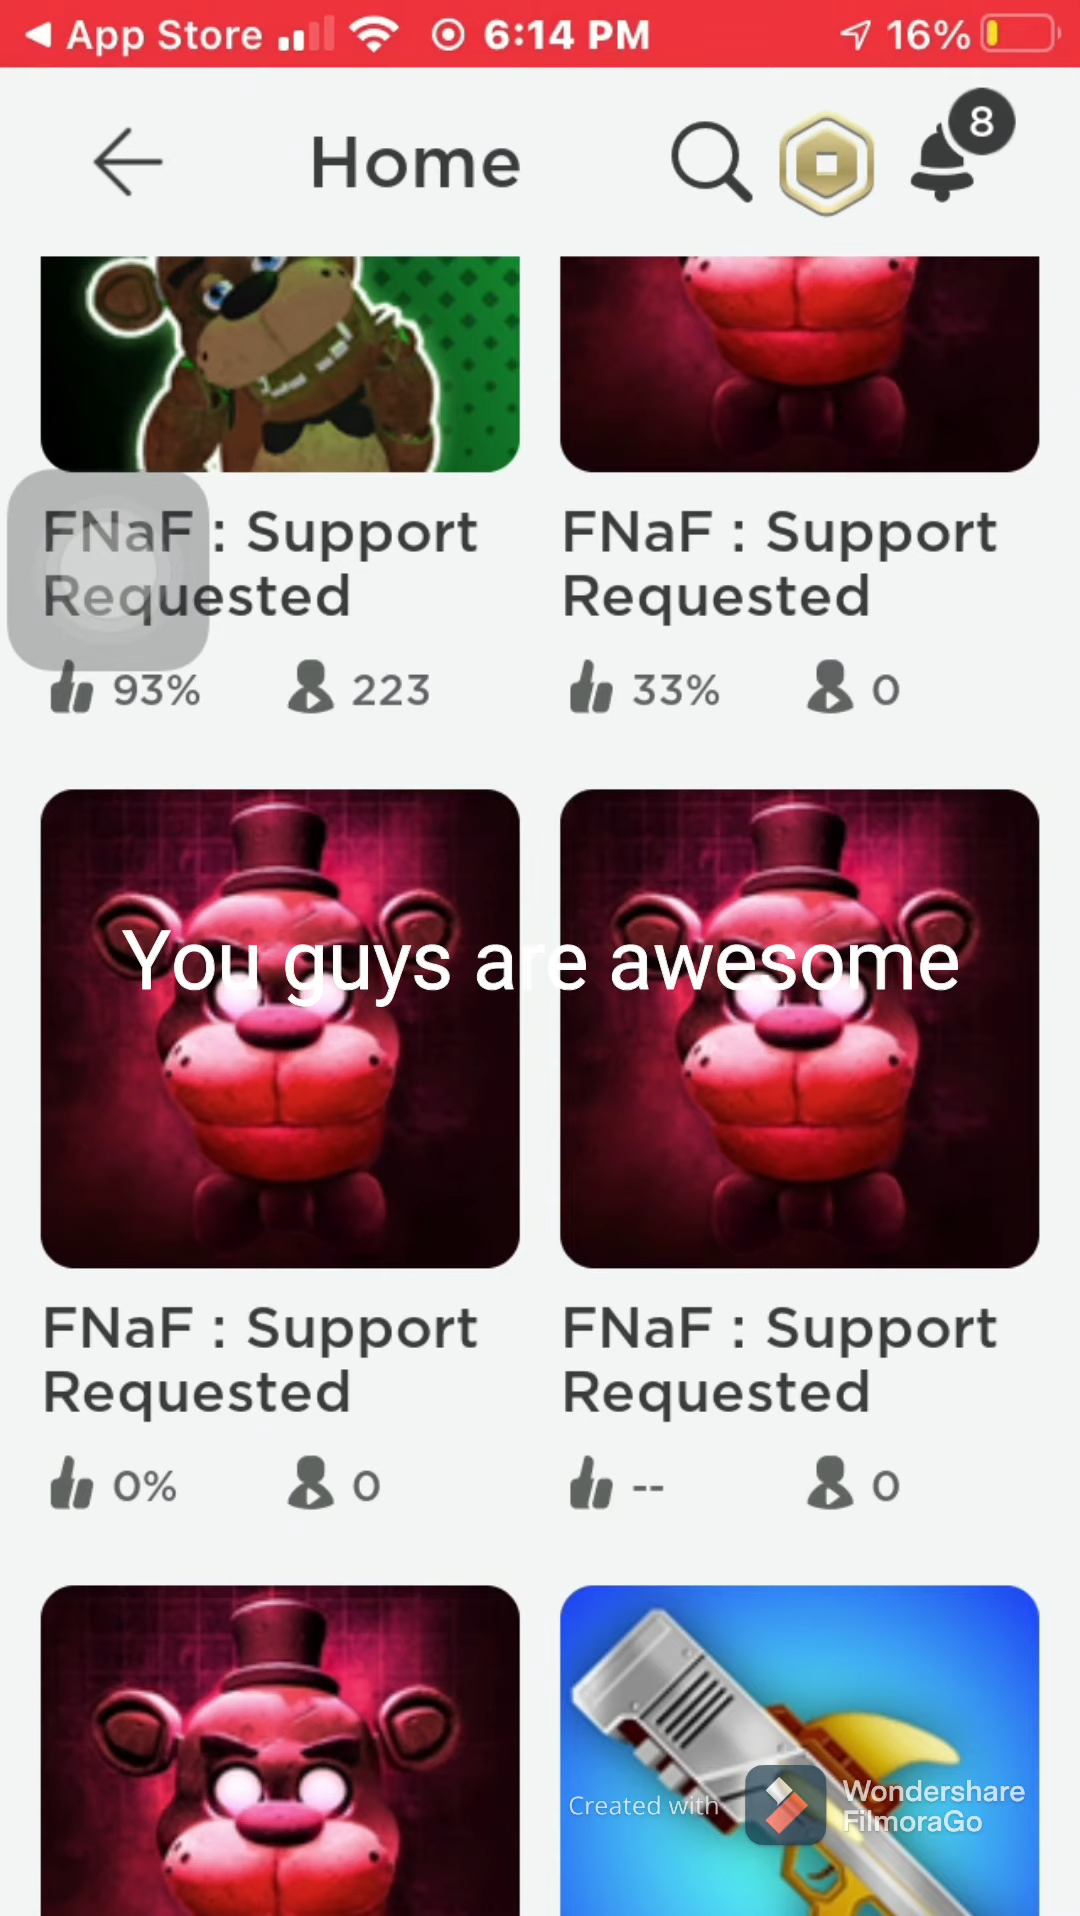 App Store 6:14 PM 16%
Home 8
FNaF : Support
Requested
93% 223
FNaF : Support
Requested
33% 0
You guys are awesome
FNaF : Support
Requested
0% 0
FNaF : Support
Requested
-- 0
Created with
Wondershare
FilmoraGo